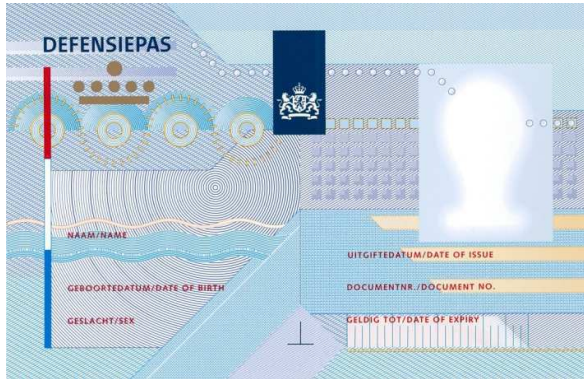 DEFENSIEPAS
NAAM/NAME
UITGIFTEDATUM/DATE OF ISSUE
GEBOORTEDATUM/DATE OF BIRTH
DOCUMENTNR./DOCUMENT NO.
GESLACHT/SEX
GELDIG TOT/DATE OF EXPIRY